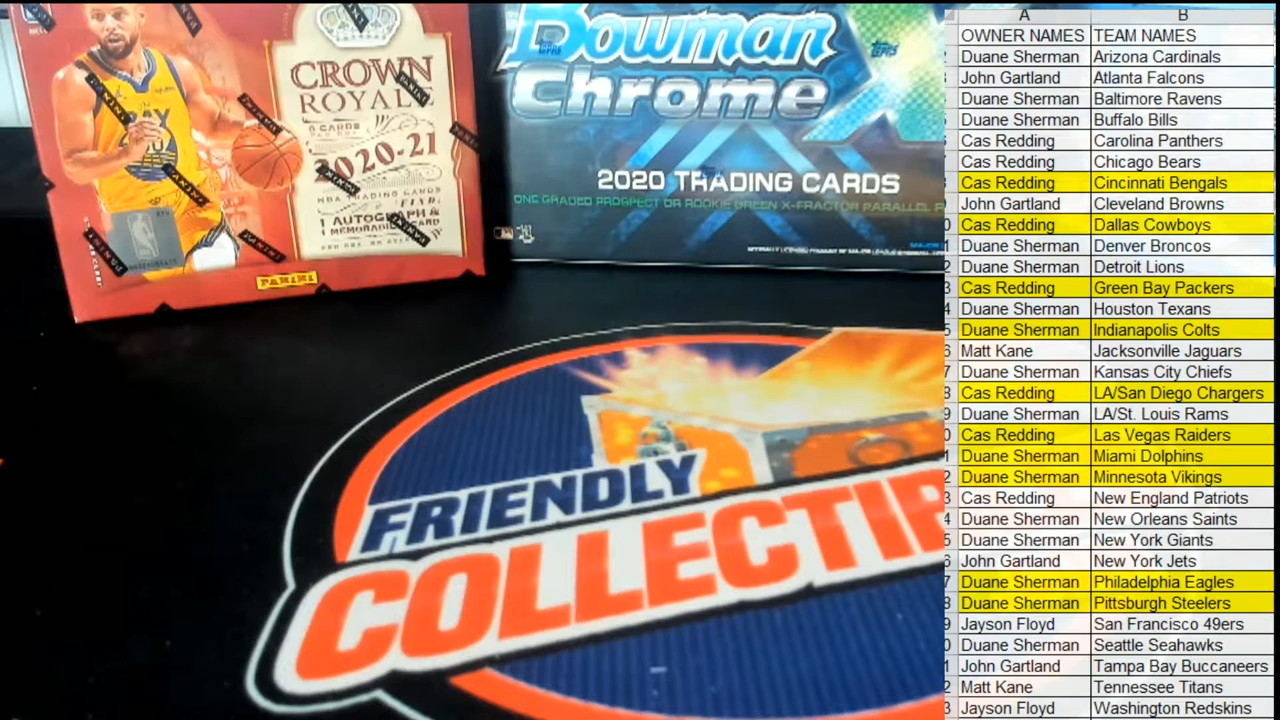 CROWN
ROYALE
8 CARDS
PER BOX
2020-21
NBA TRADING CARDS
1 AUTOGRAPH &
1 MEMORABILIA CARD
PANINI
Bowman
Chrome
2020 TRADING CARDS
ONE GRADED PROSPECT OR ROOKIE GREEN X-FRACTOR PARALLEL
FRIENDLY
COLLECTIB
A B
OWNER NAMES TEAM NAMES
Duane Sherman Arizona Cardinals
John Gartland Atlanta Falcons
Duane Sherman Baltimore Ravens
Duane Sherman Buffalo Bills
Cas Redding Carolina Panthers
Cas Redding Chicago Bears
Cas Redding Cincinnati Bengals
John Gartland Cleveland Browns
Cas Redding Dallas Cowboys
Duane Sherman Denver Broncos
Duane Sherman Detroit Lions
Cas Redding Green Bay Packers
Duane Sherman Houston Texans
Duane Sherman Indianapolis Colts
Matt Kane Jacksonville Jaguars
Duane Sherman Kansas City Chiefs
Cas Redding LA/San Diego Chargers
Duane Sherman LA/St. Louis Rams
Cas Redding Las Vegas Raiders
Duane Sherman Miami Dolphins
Duane Sherman Minnesota Vikings
Cas Redding New England Patriots
Duane Sherman New Orleans Saints
Duane Sherman New York Giants
John Gartland New York Jets
Duane Sherman Philadelphia Eagles
Duane Sherman Pittsburgh Steelers
Jayson Floyd San Francisco 49ers
Duane Sherman Seattle Seahawks
John Gartland Tampa Bay Buccaneers
Matt Kane Tennessee Titans
Jayson Floyd Washington Redskins